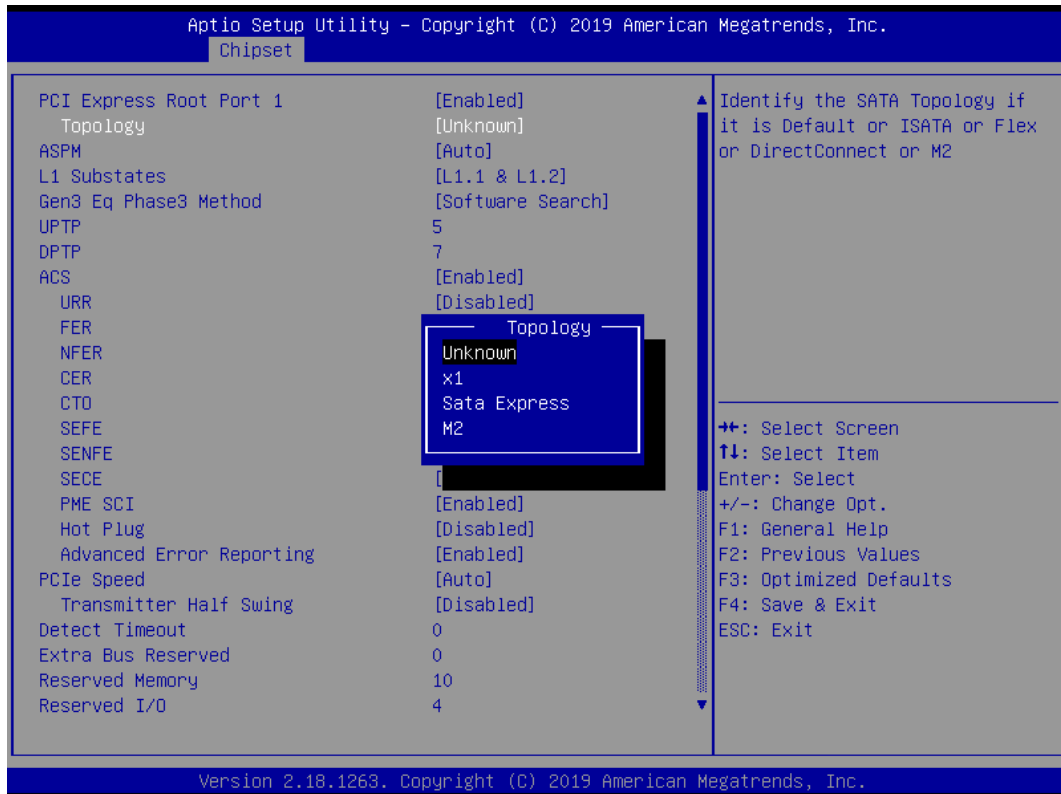 Aptio Setup Utility – Copyright (C) 2019 American Megatrends, Inc.
Chipset
PCI Express Root Port 1 [Enabled]
Topology [Unknown]
ASPM [Auto]
L1 Substates [L1.1 & L1.2]
Gen3 Eq Phase3 Method [Software Search]
UPTP 5
DPTP 7
ACS [Enabled]
URR [Disabled]
FER
NFER
CER
CTO
SEFE
SENFE
SECE [
PME SCI [Enabled]
Hot Plug [Disabled]
Advanced Error Reporting [Enabled]
PCIe Speed [Auto]
Transmitter Half Swing [Disabled]
Detect Timeout 0
Extra Bus Reserved 0
Reserved Memory 10
Reserved I/O 4
Topology
Unknown
x1
Sata Express
M2
Identify the SATA Topology if
it is Default or ISATA or Flex
or DirectConnect or M2
→←: Select Screen
↑↓: Select Item
Enter: Select
+/-: Change Opt.
F1: General Help
F2: Previous Values
F3: Optimized Defaults
F4: Save & Exit
ESC: Exit
Version 2.18.1263. Copyright (C) 2019 American Megatrends, Inc.